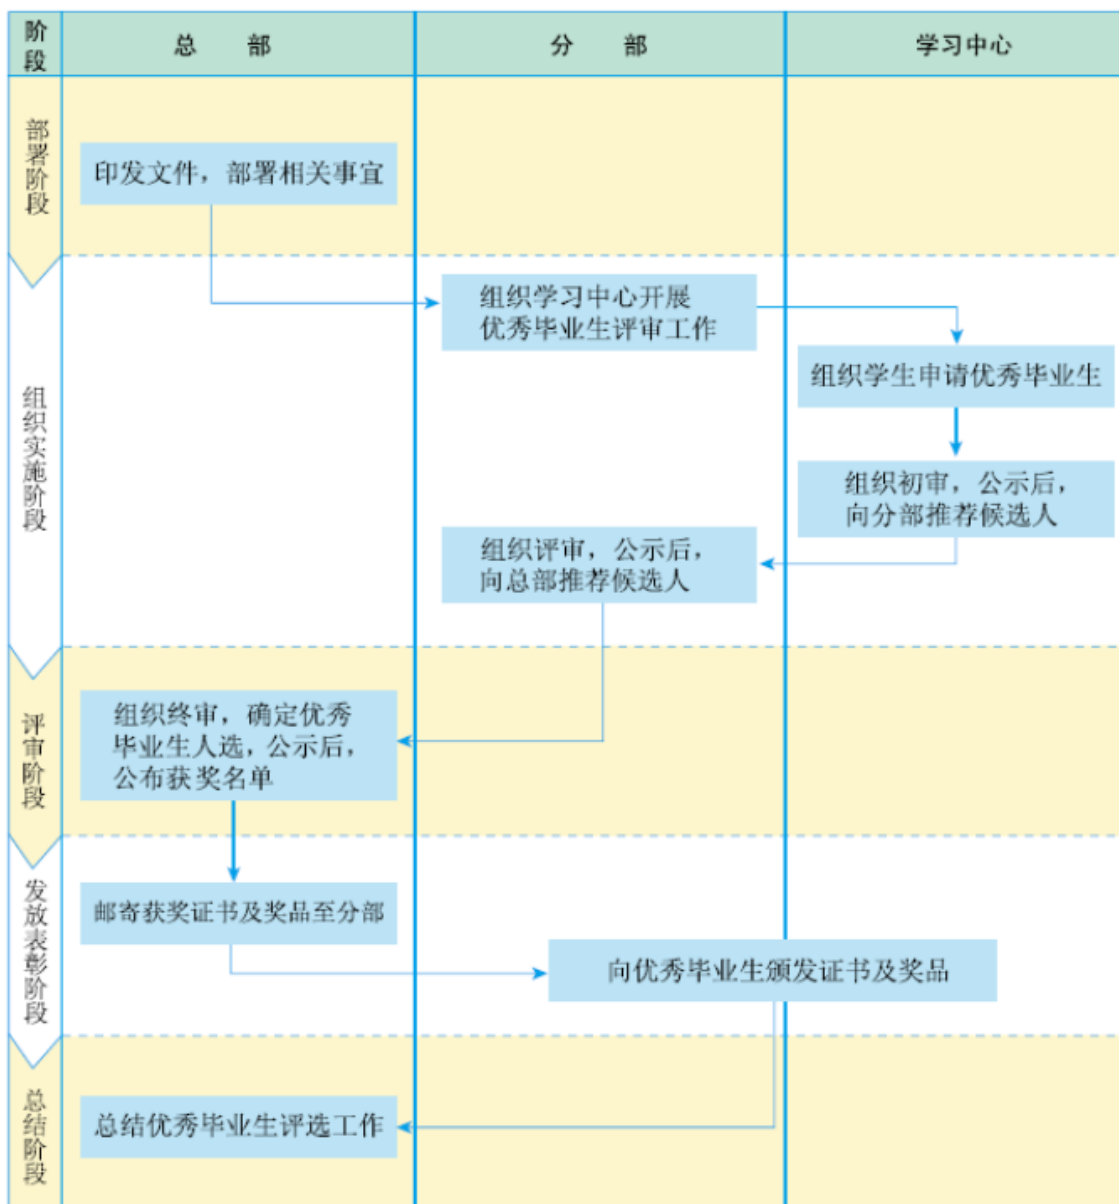 阶段
总 部
分 部
学习中心
部署阶段
印发文件，部署相关事宜
组织实施阶段
组织学习中心开展
优秀毕业生评审工作
组织学生申请优秀毕业生
组织初审，公示后，
向分部推荐候选人
组织评审，公示后，
向总部推荐候选人
评审阶段
组织终审，确定优秀
毕业生人选，公示后，
公布获奖名单
发放表彰阶段
邮寄获奖证书及奖品至分部
向优秀毕业生颁发证书及奖品
总结阶段
总结优秀毕业生评选工作